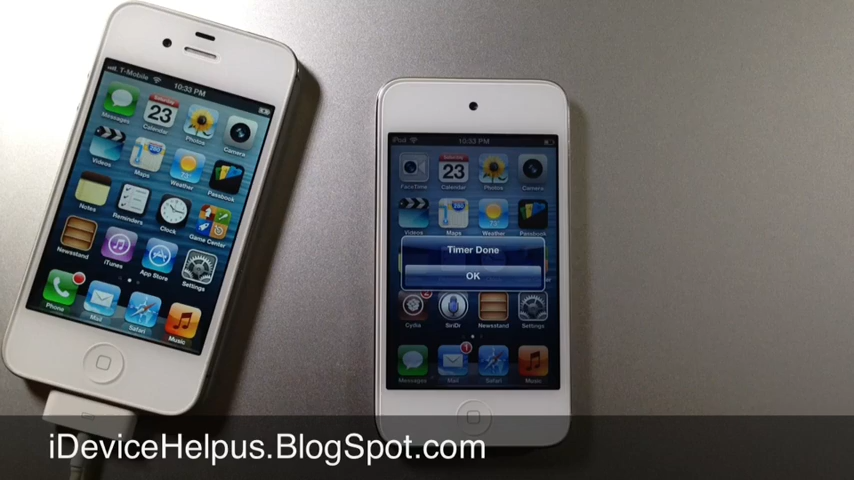 T-Mobile 10:33 PM
23
Messages Calendar Photos Camera
Videos Maps Weather Passbook
Notes Reminders Clock Game Center
Newsstand iTunes App Store Settings
Phone Mail Safari Music
iPod 10:33 PM
23
FaceTime Calendar Photos Camera
Videos Maps Weather Passbook
Timer Done
OK
Cydia SiriDr Newsstand Settings
1
Messages Mail Safari Music
iDeviceHelpus.BlogSpot.com